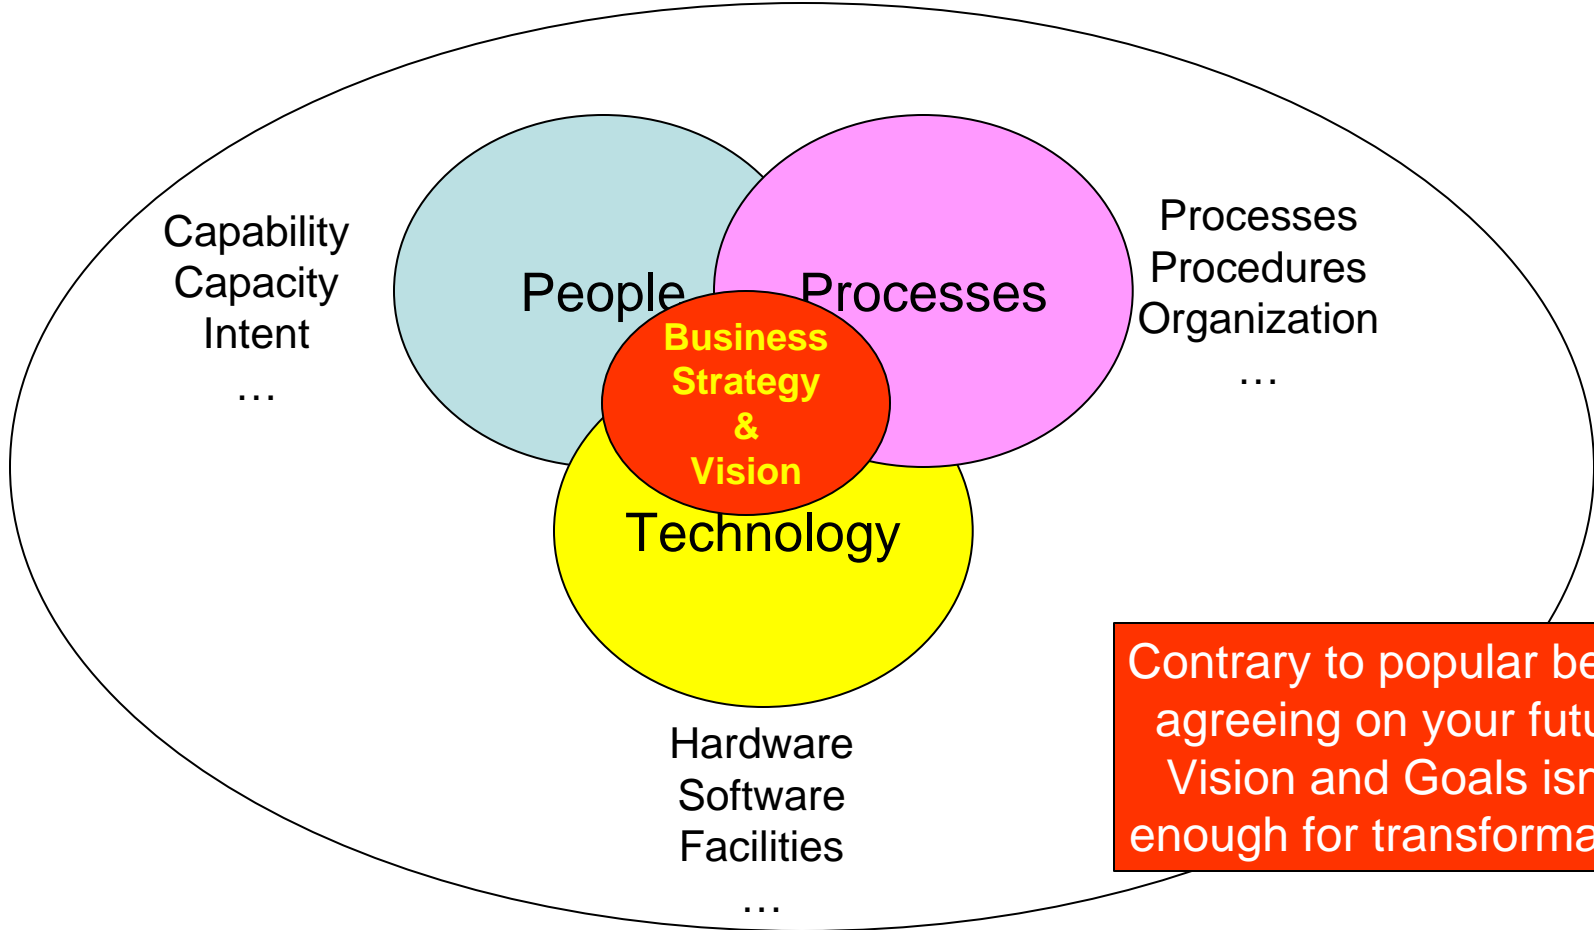 Capability
Capacity
Intent
…
People
Processes
Processes
Procedures
Organization
…
Business
Strategy
&
Vision
Technology
Hardware
Software
Facilities
…
Contrary to popular
agreeing on your
Vision and Goals
enough for